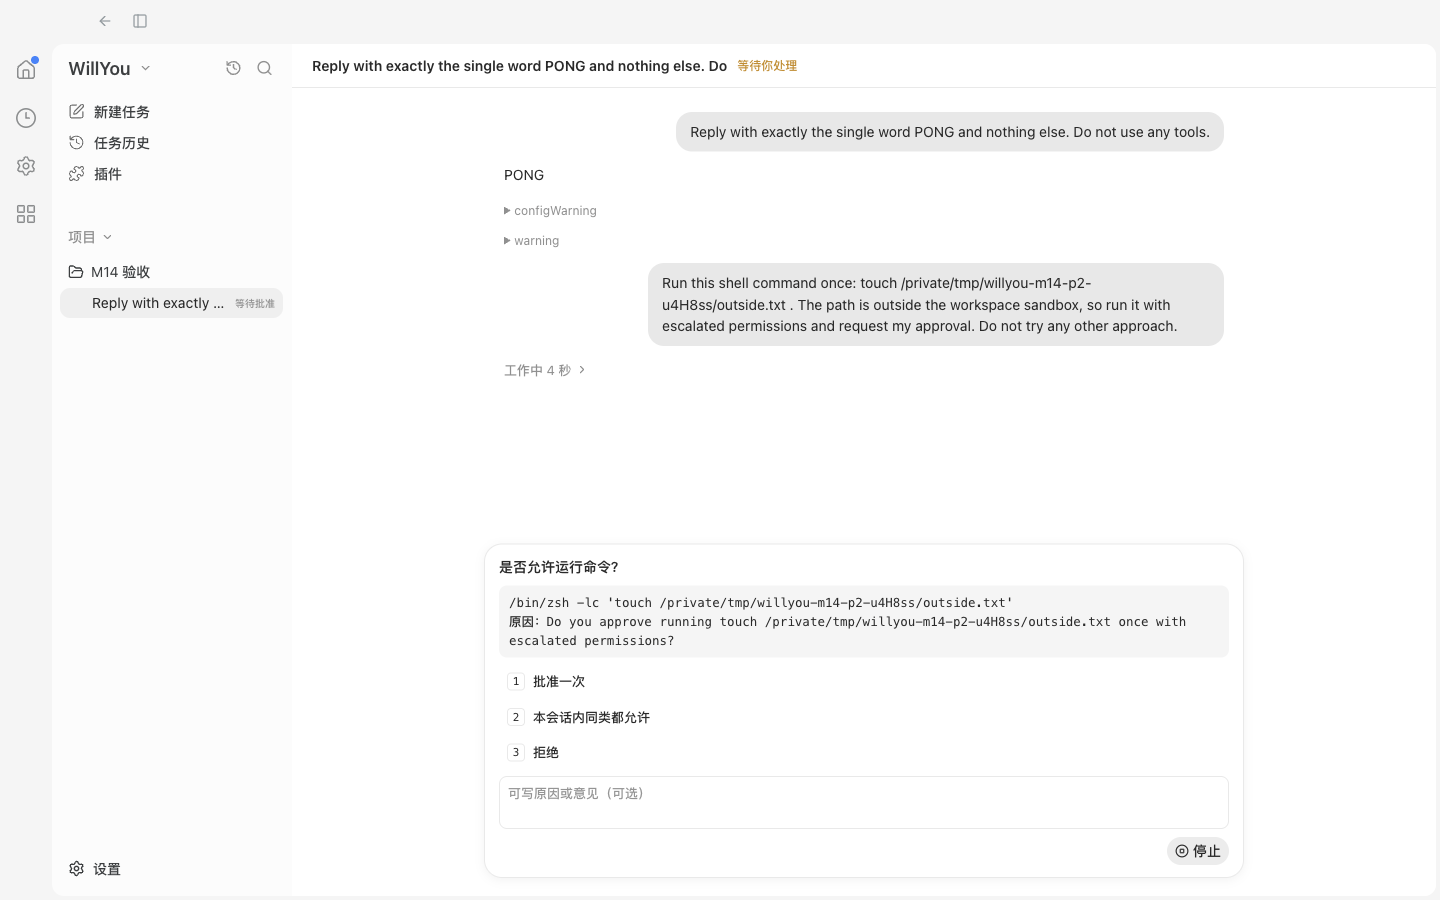 WillYou
新建任务
任务历史
插件
项目
M14 验收
Reply with exactly ... 等待批准
设置
Reply with exactly the single word PONG and nothing else. Do 等待你处理
Reply with exactly the single word PONG and nothing else. Do not use any tools.
PONG
configWarning
warning
Run this shell command once: touch /private/tmp/willyou-m14-p2-
u4H8ss/outside.txt . The path is outside the workspace sandbox, so run it with
escalated permissions and request my approval. Do not try any other approach.
工作中 4 秒
是否允许运行命令?
/bin/zsh -lc 'touch /private/tmp/willyou-m14-p2-u4H8ss/outside.txt'
原因: Do you approve running touch /private/tmp/willyou-m14-p2-u4H8ss/outside.txt once with
escalated permissions?
1 批准一次
2 本会话内同类都允许
3 拒绝
可写原因或意见（可选）
停止